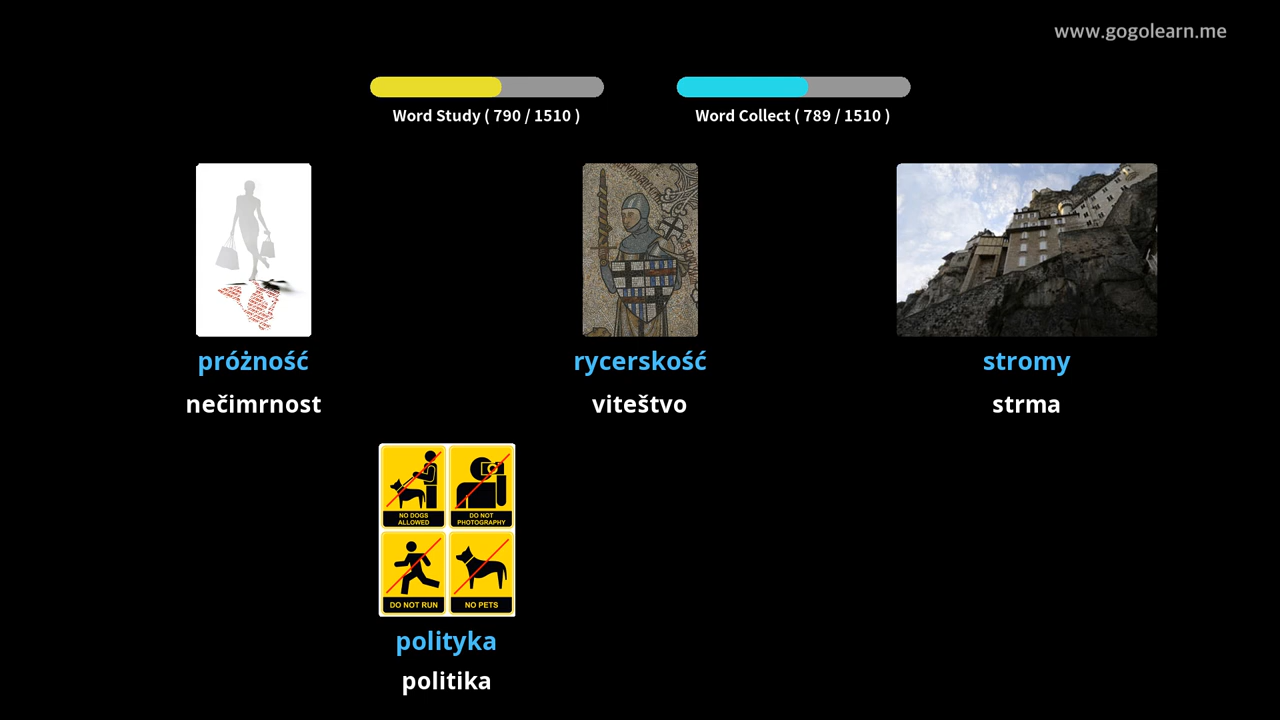 www.gogolearn.me
Word Study ( 790 / 1510 )
Word Collect ( 789 / 1510 )
próżność
nečimrnost
rycerskość
viteštvo
stromy
strma
NO DOGS
ALLOWED
DO NOT
PHOTOGRAPHY
DO NOT RUN
NO PETS
polityka
politika